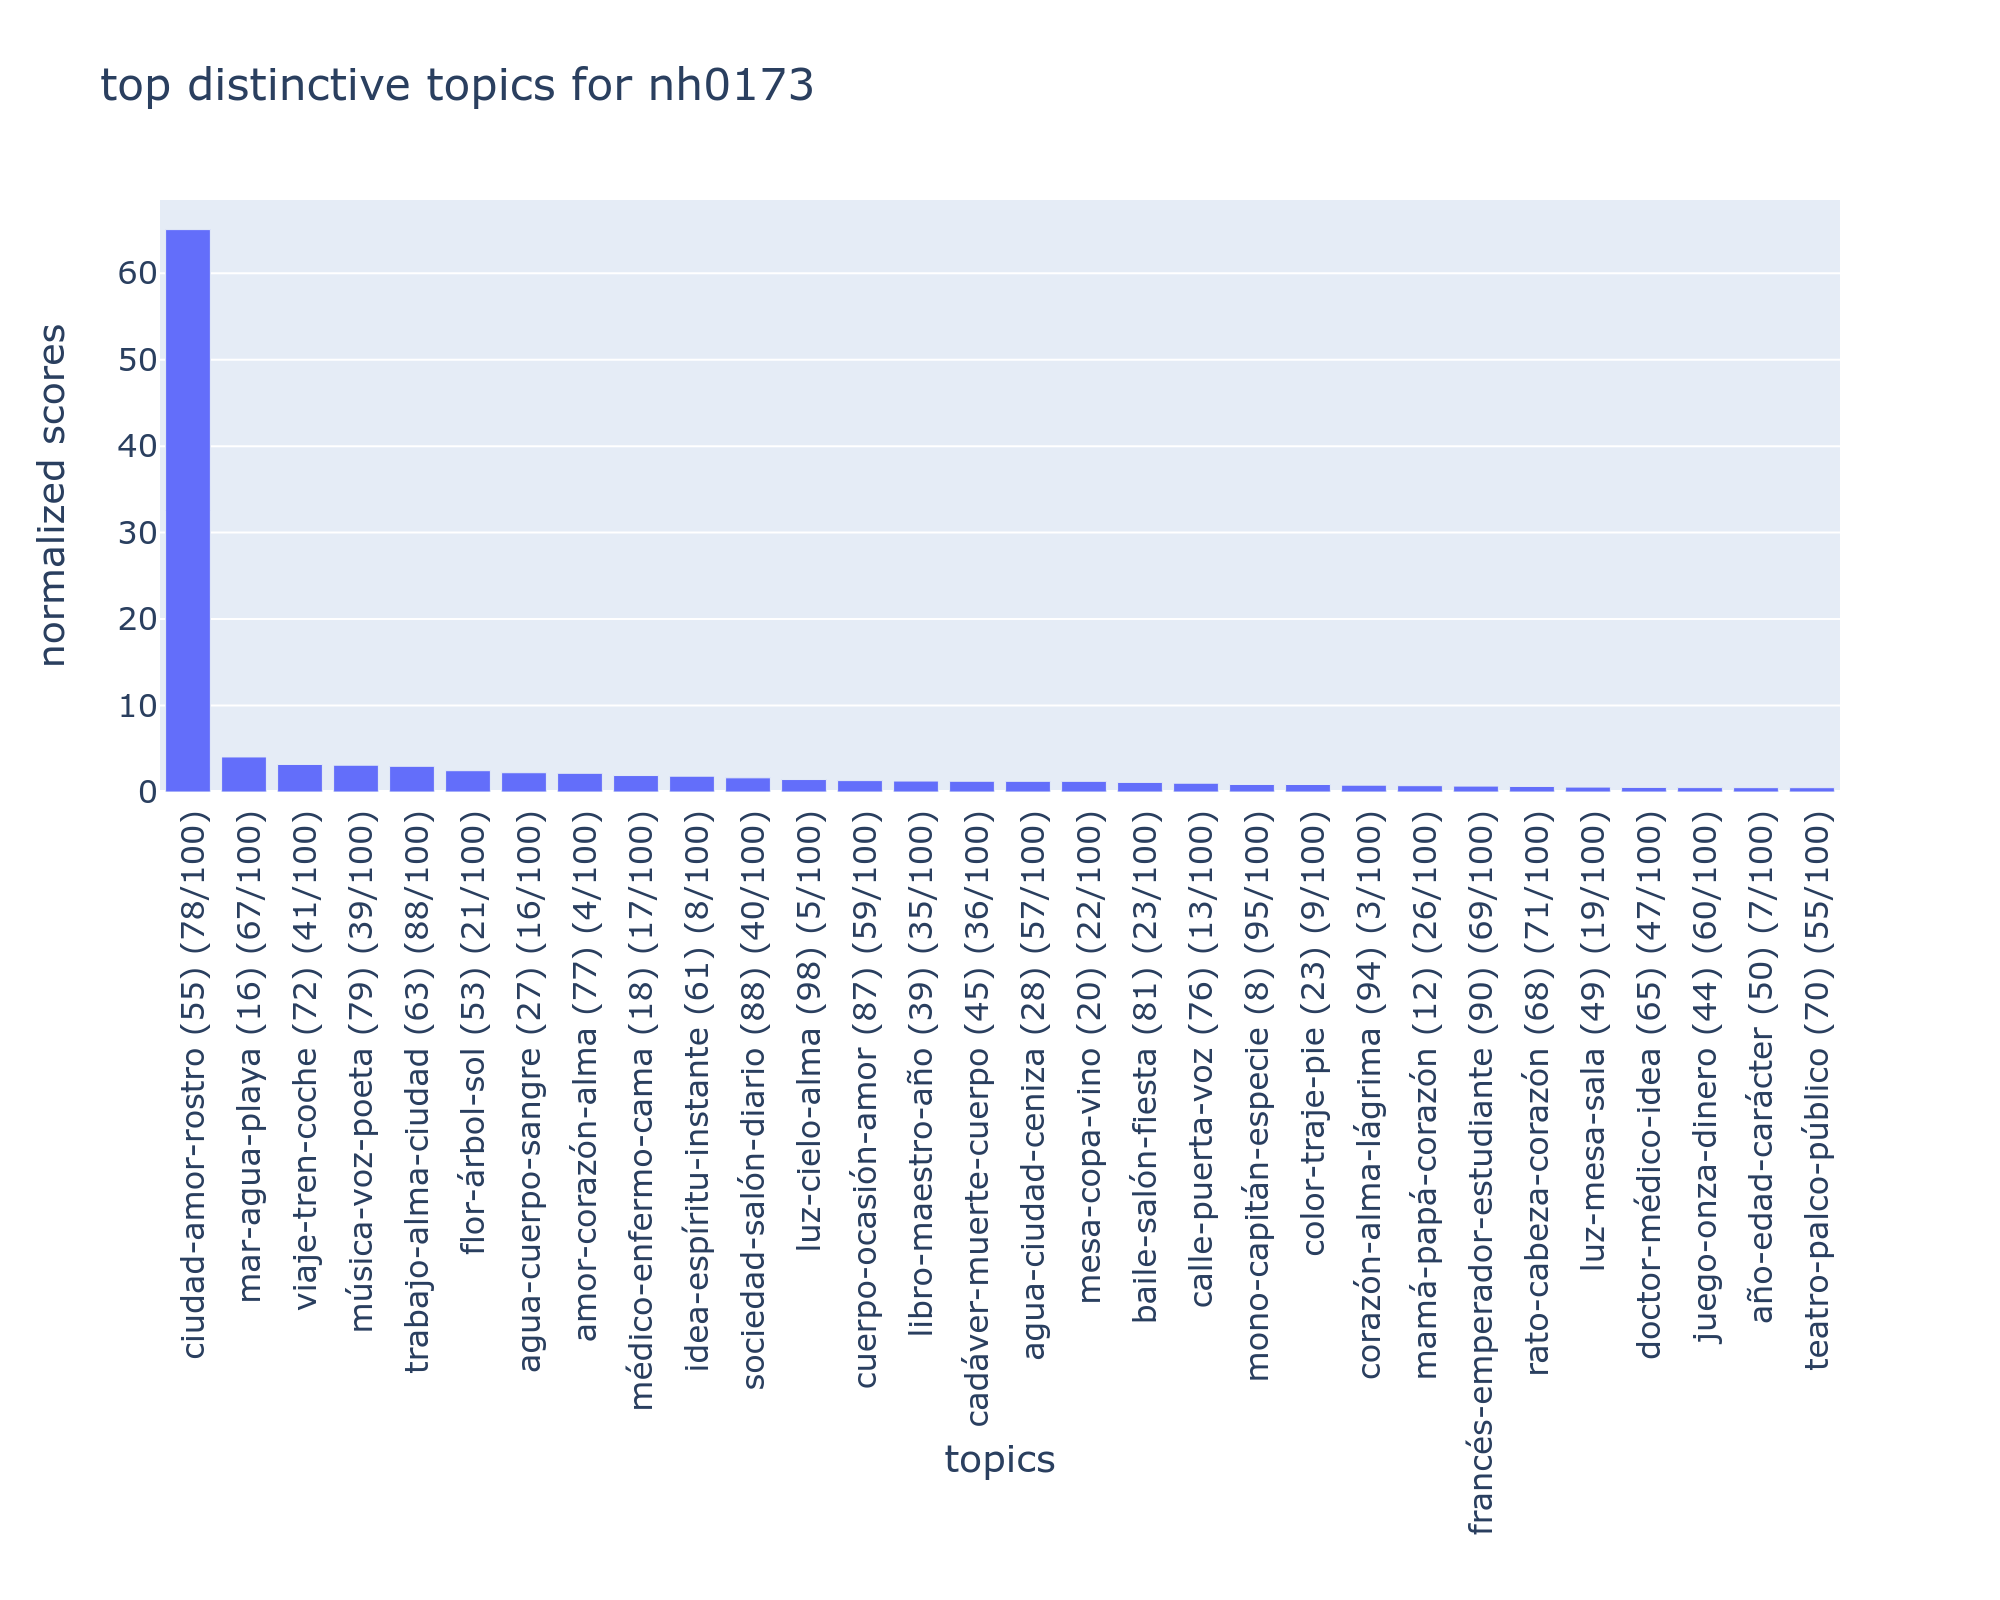 top distinctive topics for nh0173
normalized scores
60
50
40
30
20
10
0
ciudad-amor-rostro (55) (78/100)
mar-agua-playa (16) (67/100)
viaje-tren-coche (72) (41/100)
música-voz-poeta (79) (39/100)
trabajo-alma-ciudad (63) (88/100)
flor-árbol-sol (53) (21/100)
agua-cuerpo-sangre (27) (16/100)
amor-corazón-alma (77) (4/100)
médico-enfermo-cama (18) (17/100)
idea-espíritu-instante (61) (8/100)
sociedad-salón-diario (88) (40/100)
luz-cielo-alma (98) (5/100)
cuerpo-ocasión-amor (87) (59/100)
libro-maestro-año (39) (35/100)
cadáver-muerte-cuerpo (45) (36/100)
agua-ciudad-ceniza (28) (57/100)
mesa-copa-vino (20) (22/100)
baile-salón-fiesta (81) (23/100)
calle-puerta-voz (76) (13/100)
mono-capitán-especie (8) (95/100)
color-traje-pie (23) (9/100)
corazón-alma-lágrima (94) (3/100)
mamá-papá-corazón (12) (26/100)
francés-emperador-estudiante (90) (69/100)
rato-cabeza-corazón (68) (71/100)
luz-mesa-sala (49) (19/100)
doctor-médico-idea (65) (47/100)
juego-onza-dinero (44) (60/100)
año-edad-carácter (50) (7/100)
teatro-palco-público (70) (55/100)
topics